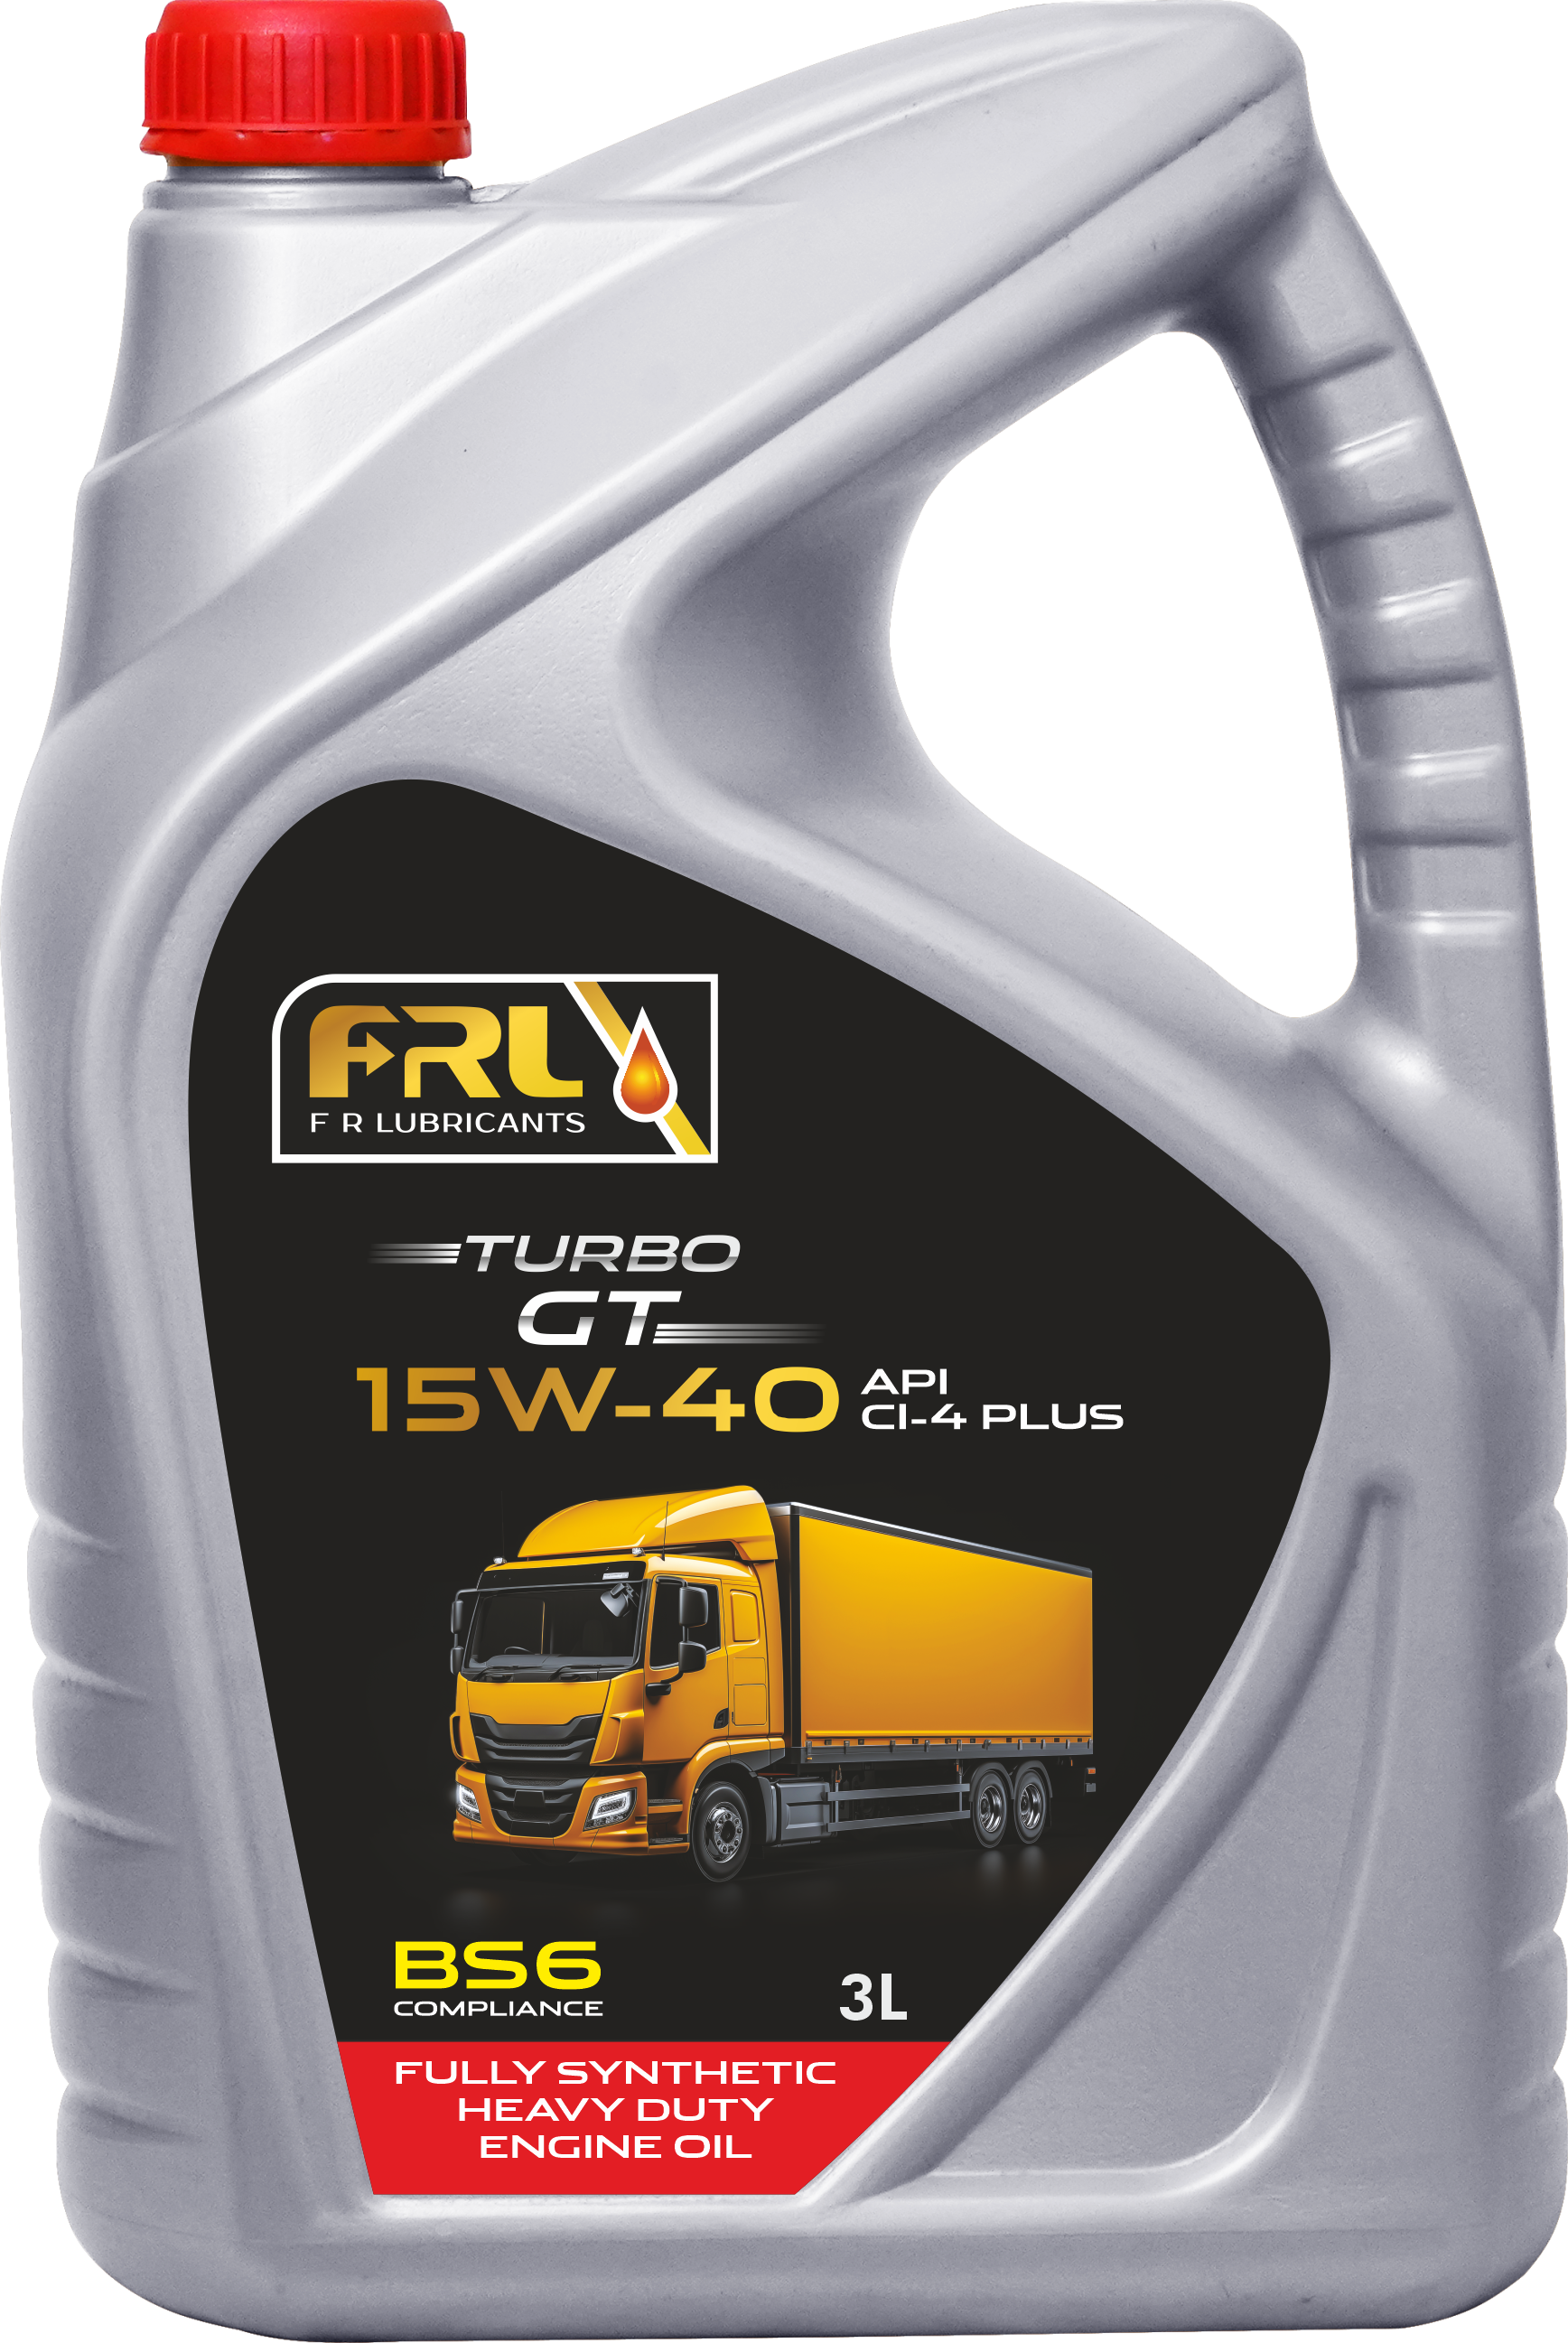 FRL
F R LUBRICANTS
TURBO
GT
15W-40
API
CI-4 PLUS
BS6
COMPLIANCE
3L
FULLY SYNTHETIC
HEAVY DUTY
ENGINE OIL